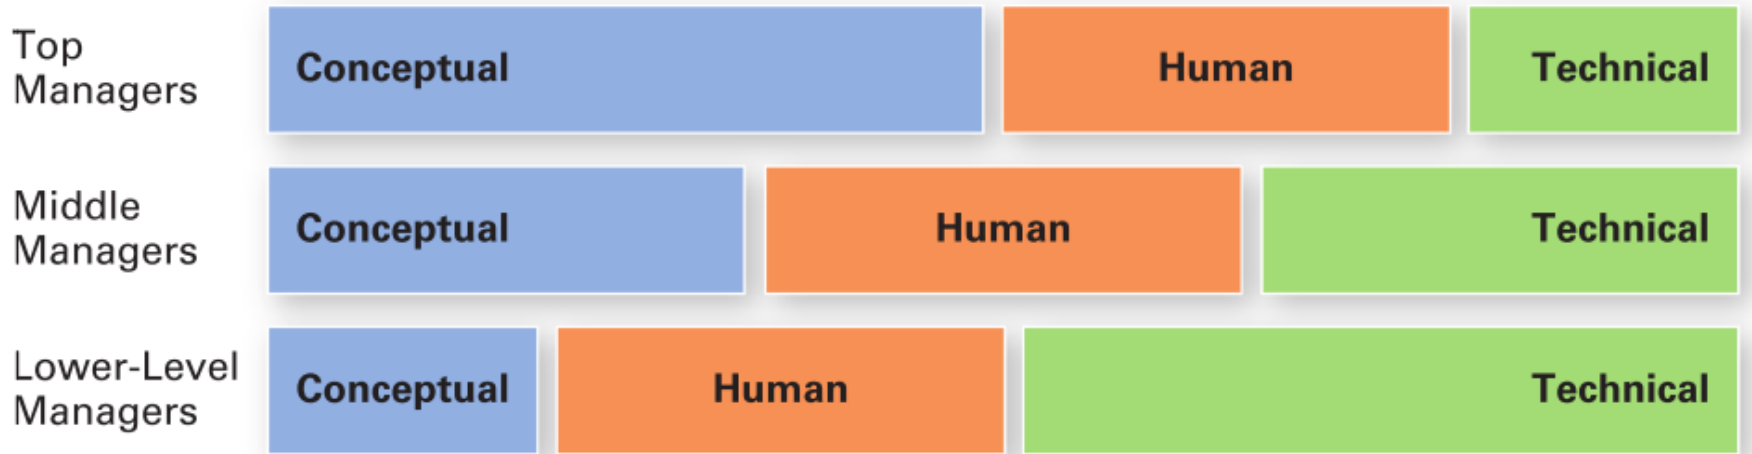 Top
Managers
Conceptual
Human
Technical
Middle
Managers
Conceptual
Human
Technical
Lower-Level
Managers
Conceptual
Human
Technical